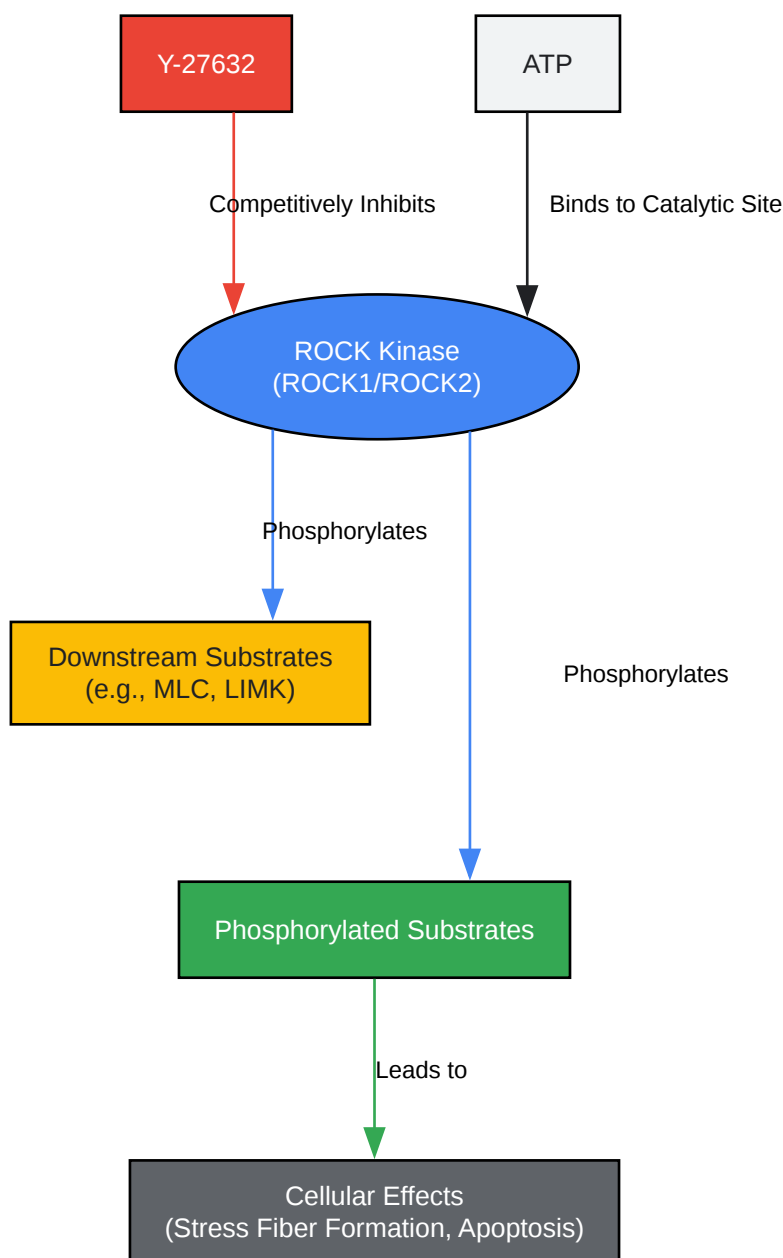 Y-27632
ATP
Competitively Inhibits
Binds to Catalytic Site
ROCK Kinase
(ROCK1/ROCK2)
Phosphorylates
Downstream Substrates
(e.g., MLC, LIMK)
Phosphorylates
Phosphorylated Substrates
Leads to
Cellular Effects
(Stress Fiber Formation, Apoptosis)